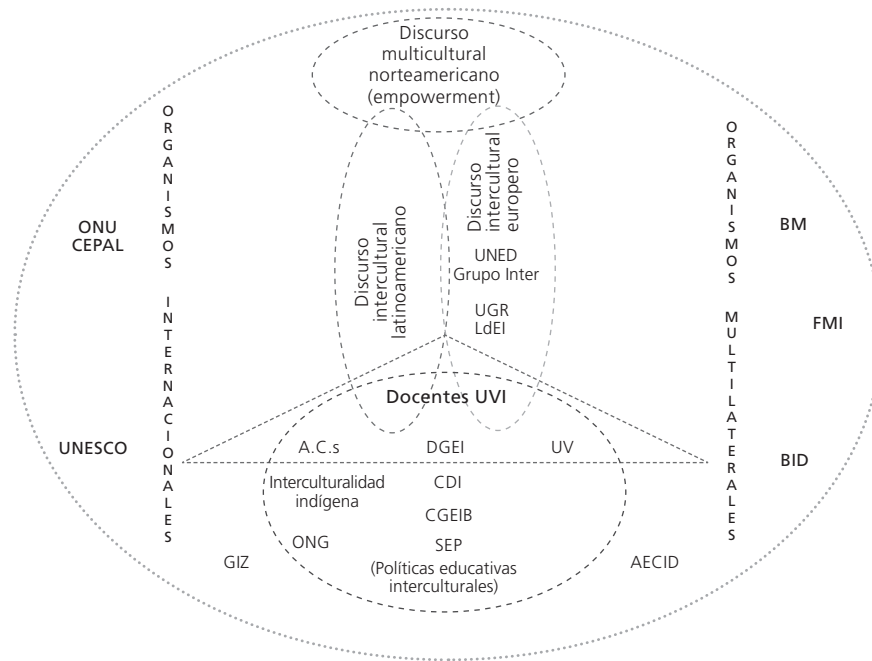 Discurso
multicultural
norteamericano
(empowerment)
ORGANISMOS INTERNACIONALES
ONU
CEPAL
UNESCO
GIZ
Discurso
intercultural
latinoamericano
Discurso
intercultural
europero
UNED
Grupo Inter
UGR
LdEI
ORGANISMOS MULTILATERALES
BM
FMI
BID
AECID
Docentes UVI
A.C.s DGEI UV
Interculturalidad
indígena
CDI
CGEIB
ONG
SEP
(Políticas educativas
interculturales)